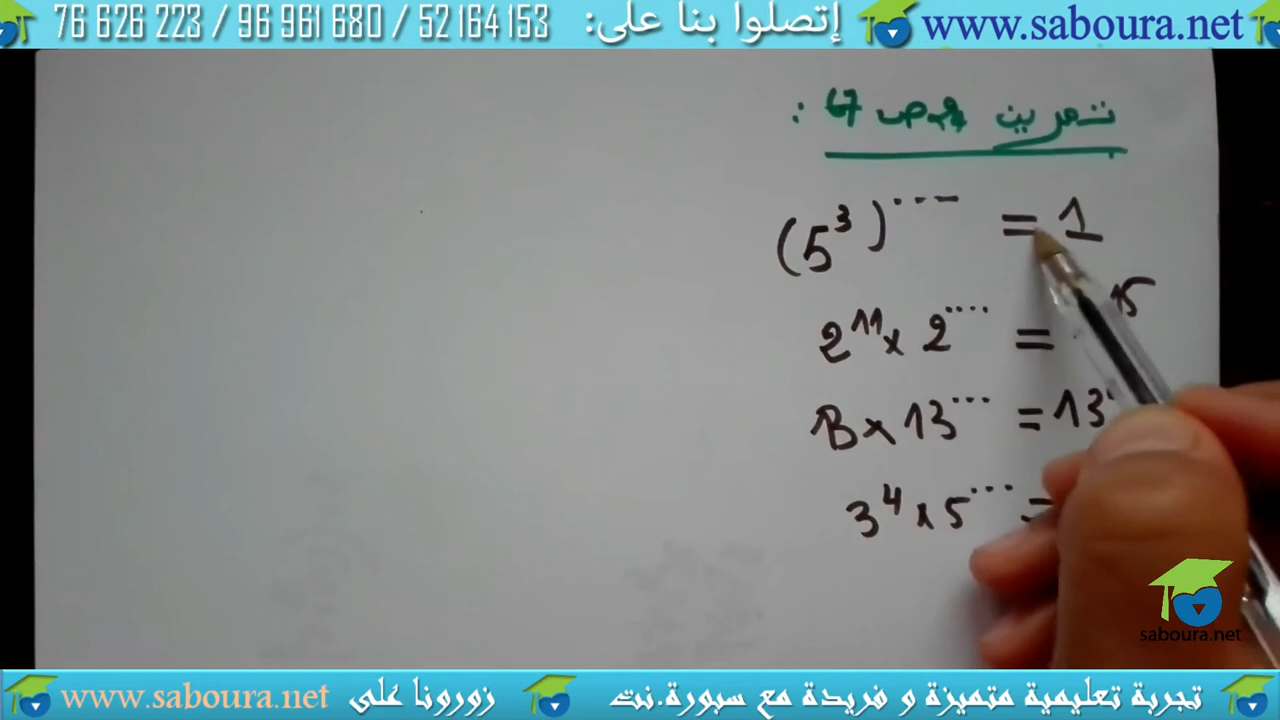 76 626 223 / 96 961 680 / 52 164 153 إتصلوا بنا على: www.saboura.net
تمرين ص 67 :
(5³)^.... = 1
2¹¹ × 2^.... = 15
13 × 13^... = 13
3⁴ × 5^... =
saboura.net
www.saboura.net زورونا على تجربة تعليمية متميزة و فريدة مع سبورة.نت